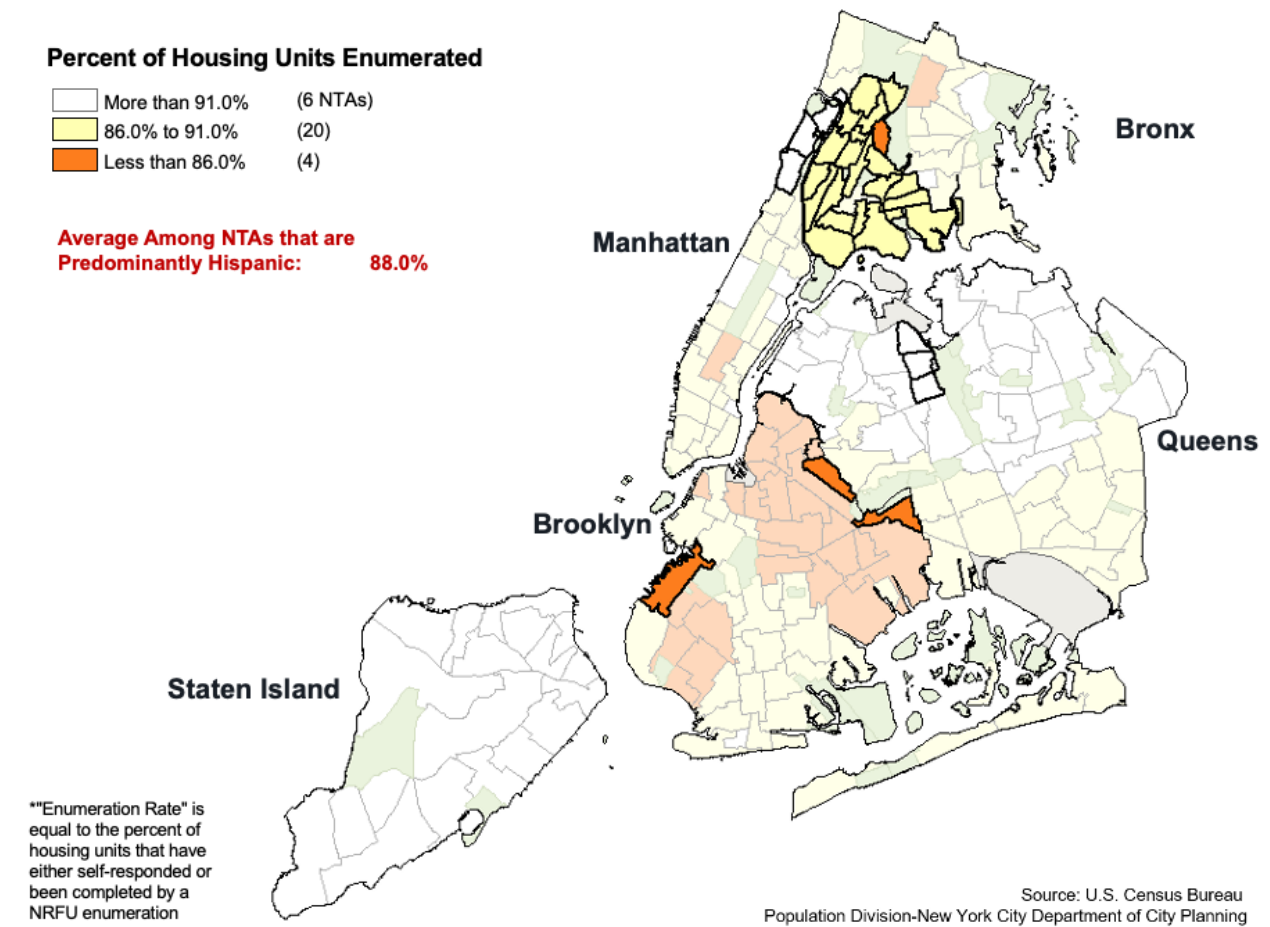 Percent of Housing Units Enumerated
More than 91.0% (6 NTAs)
86.0% to 91.0% (20)
Less than 86.0% (4)
Average Among NTAs that are
Predominantly Hispanic: 88.0%
Bronx
Manhattan
Queens
Brooklyn
Staten Island
*"Enumeration Rate" is
equal to the percent of
housing units that have
either self-responded or
been completed by a
NRFU enumeration
Source: U.S. Census Bureau
Population Division-New York City Department of City Planning